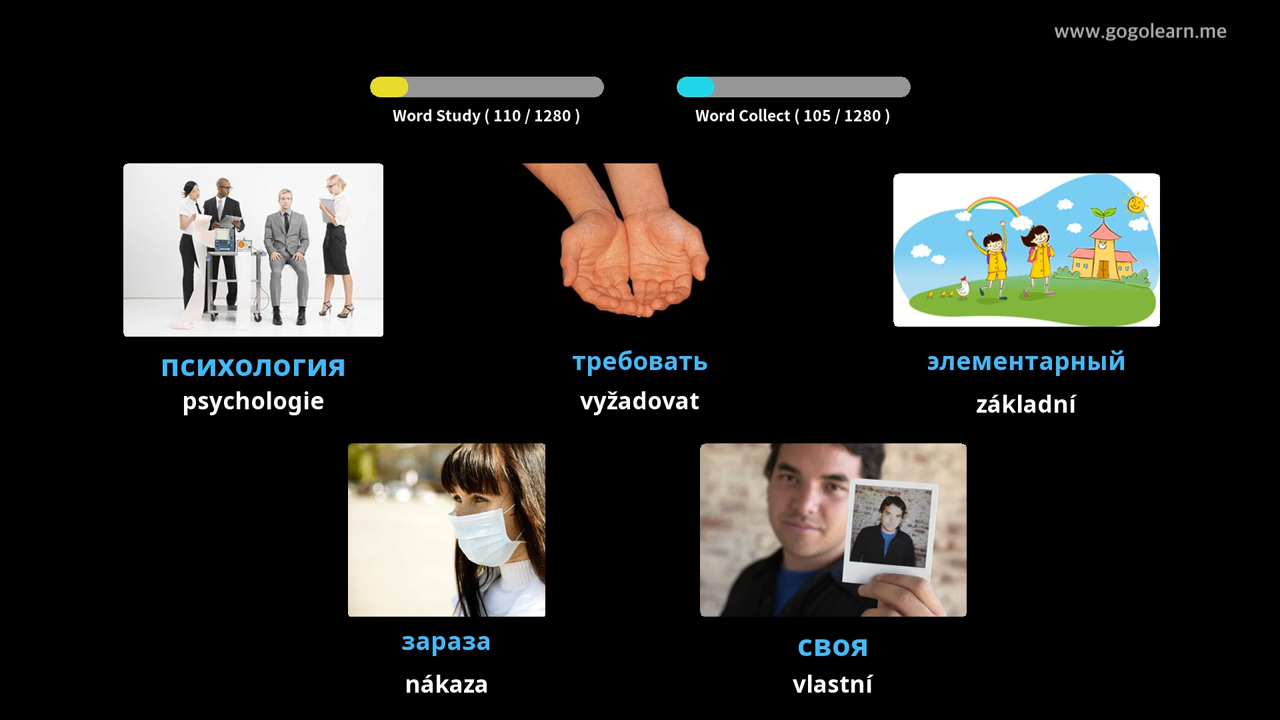 www.gogolearn.me
Word Study ( 110 / 1280 )
Word Collect ( 105 / 1280 )
психология
psychologie
требовать
vyžadovat
элементарный
základní
зараза
nákaza
своя
vlastní